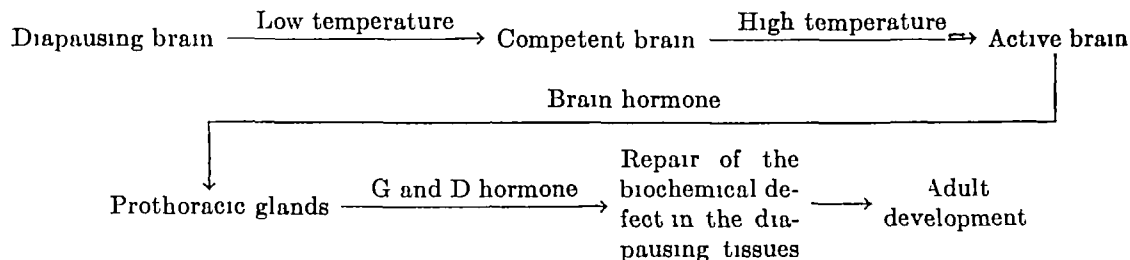 Low temperature High temperature
Diapausing brain Competent brain Active brain
Brain hormone
Repair of the
G and D hormone biochemical de-
Adult
Prothoracic glands fect in the dia- development
pausing tissues